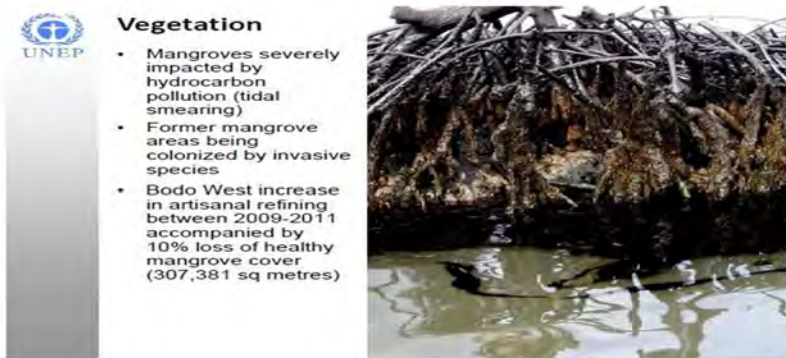 UNEP
Vegetation
• Mangroves severely
impacted by
hydrocarbon
pollution (tidal
smearing)
• Former mangrove
areas being
colonized by invasive
species
• Bodo West increase
in artisanal refining
between 2009-2011
accompanied by
10% loss of healthy
mangrove cover
(307,381 sq metres)